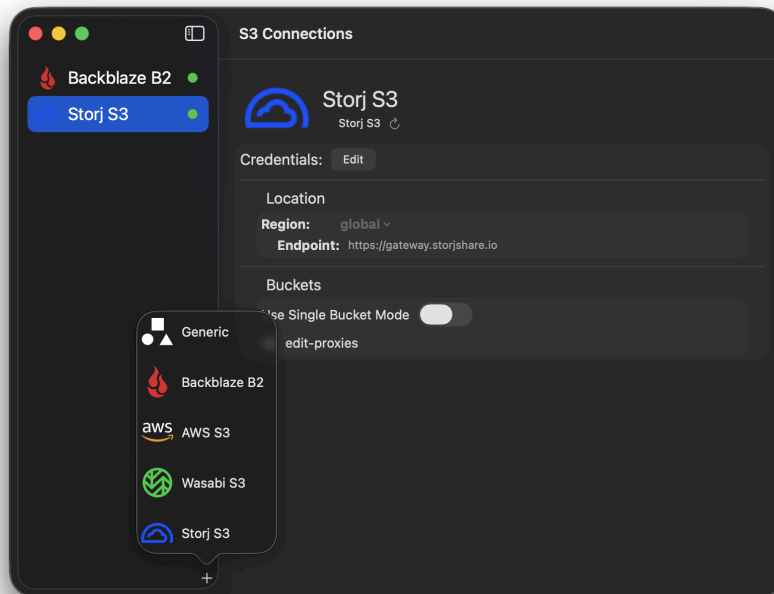 S3 Connections
Backblaze B2
Storj S3
Storj S3
Storj S3
Credentials: Edit
Location
Region: global
Endpoint: https://gateway.storjshare.io
Buckets
Use Single Bucket Mode
edit-proxies
Generic
Backblaze B2
aws AWS S3
Wasabi S3
Storj S3
+